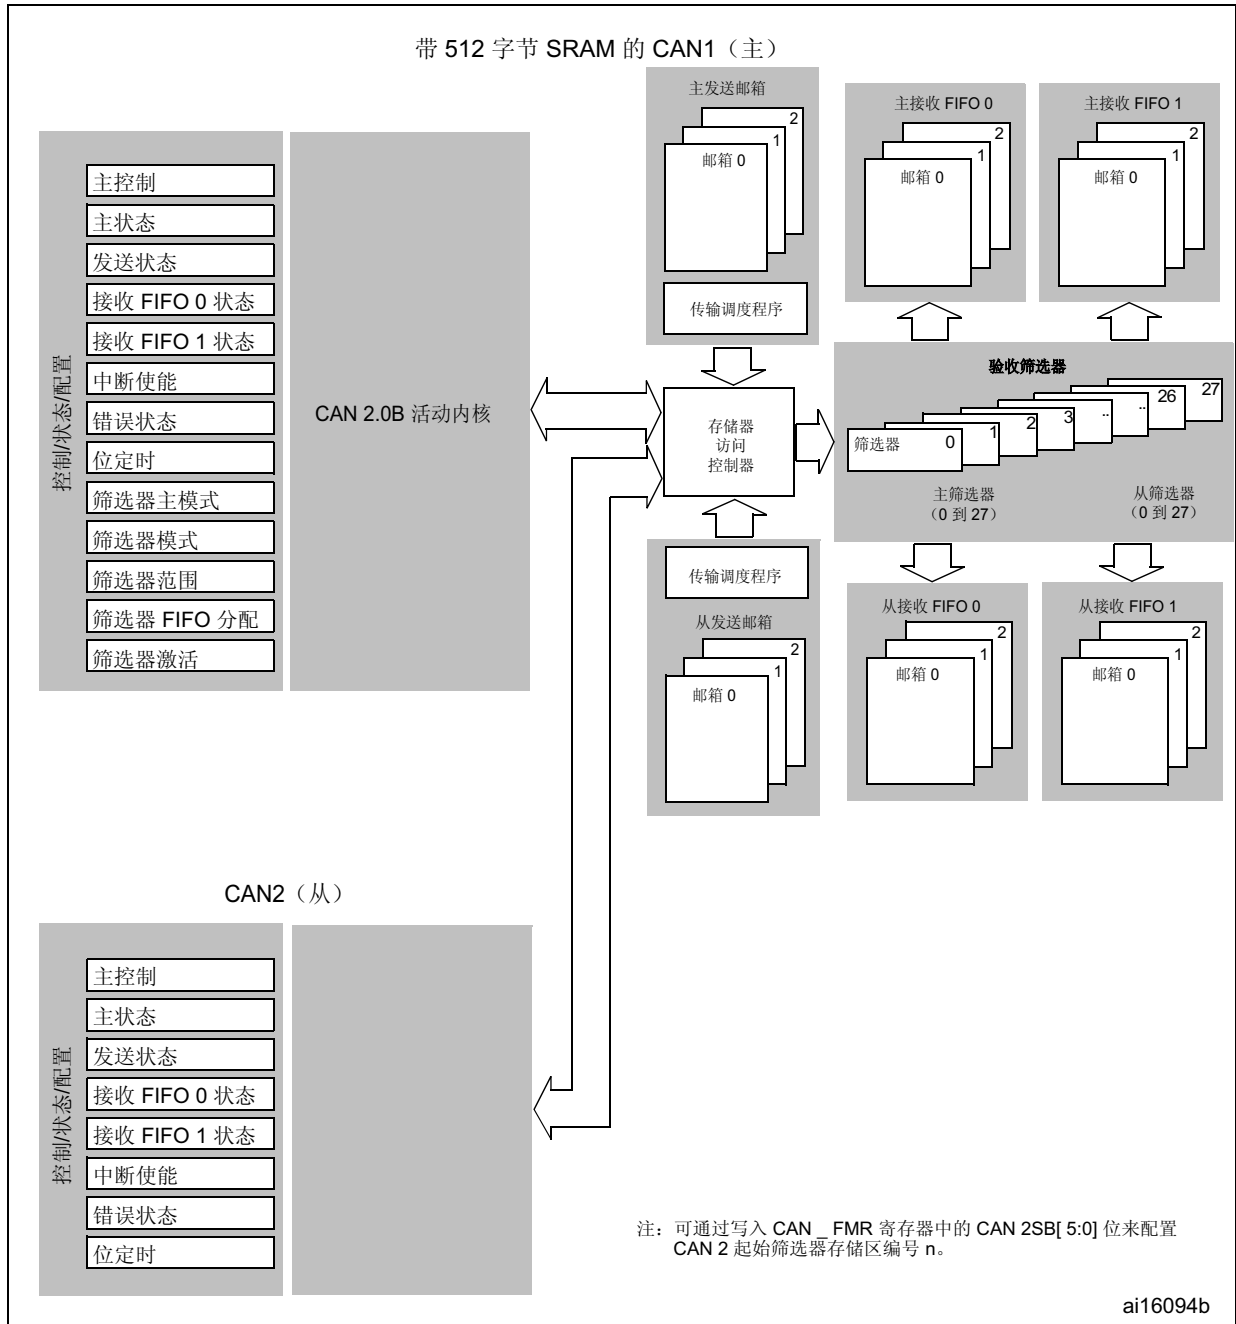 带 512 字节 SRAM 的 CAN1（主）
控制/状态/配置
主控制
主状态
发送状态
接收 FIFO 0 状态
接收 FIFO 1 状态
中断使能
错误状态
位定时
筛选器主模式
筛选器模式
筛选器范围
筛选器 FIFO 分配
筛选器激活
CAN 2.0B 活动内核
主发送邮箱
2
1
邮箱 0
传输调度程序
主接收 FIFO 0
2
1
邮箱 0
主接收 FIFO 1
2
1
邮箱 0
存储器
访问
控制器
验收筛选器
筛选器 0 1 2 3 .. .. 26 27
主筛选器
（0 到 27）
从筛选器
（0 到 27）
传输调度程序
从发送邮箱
2
1
邮箱 0
从接收 FIFO 0
2
1
邮箱 0
从接收 FIFO 1
2
1
邮箱 0
CAN2（从）
控制/状态/配置
主控制
主状态
发送状态
接收 FIFO 0 状态
接收 FIFO 1 状态
中断使能
错误状态
位定时
注：可通过写入 CAN _ FMR 寄存器中的 CAN 2SB[ 5:0] 位来配置
CAN 2 起始筛选器存储区编号 n。
ai16094b